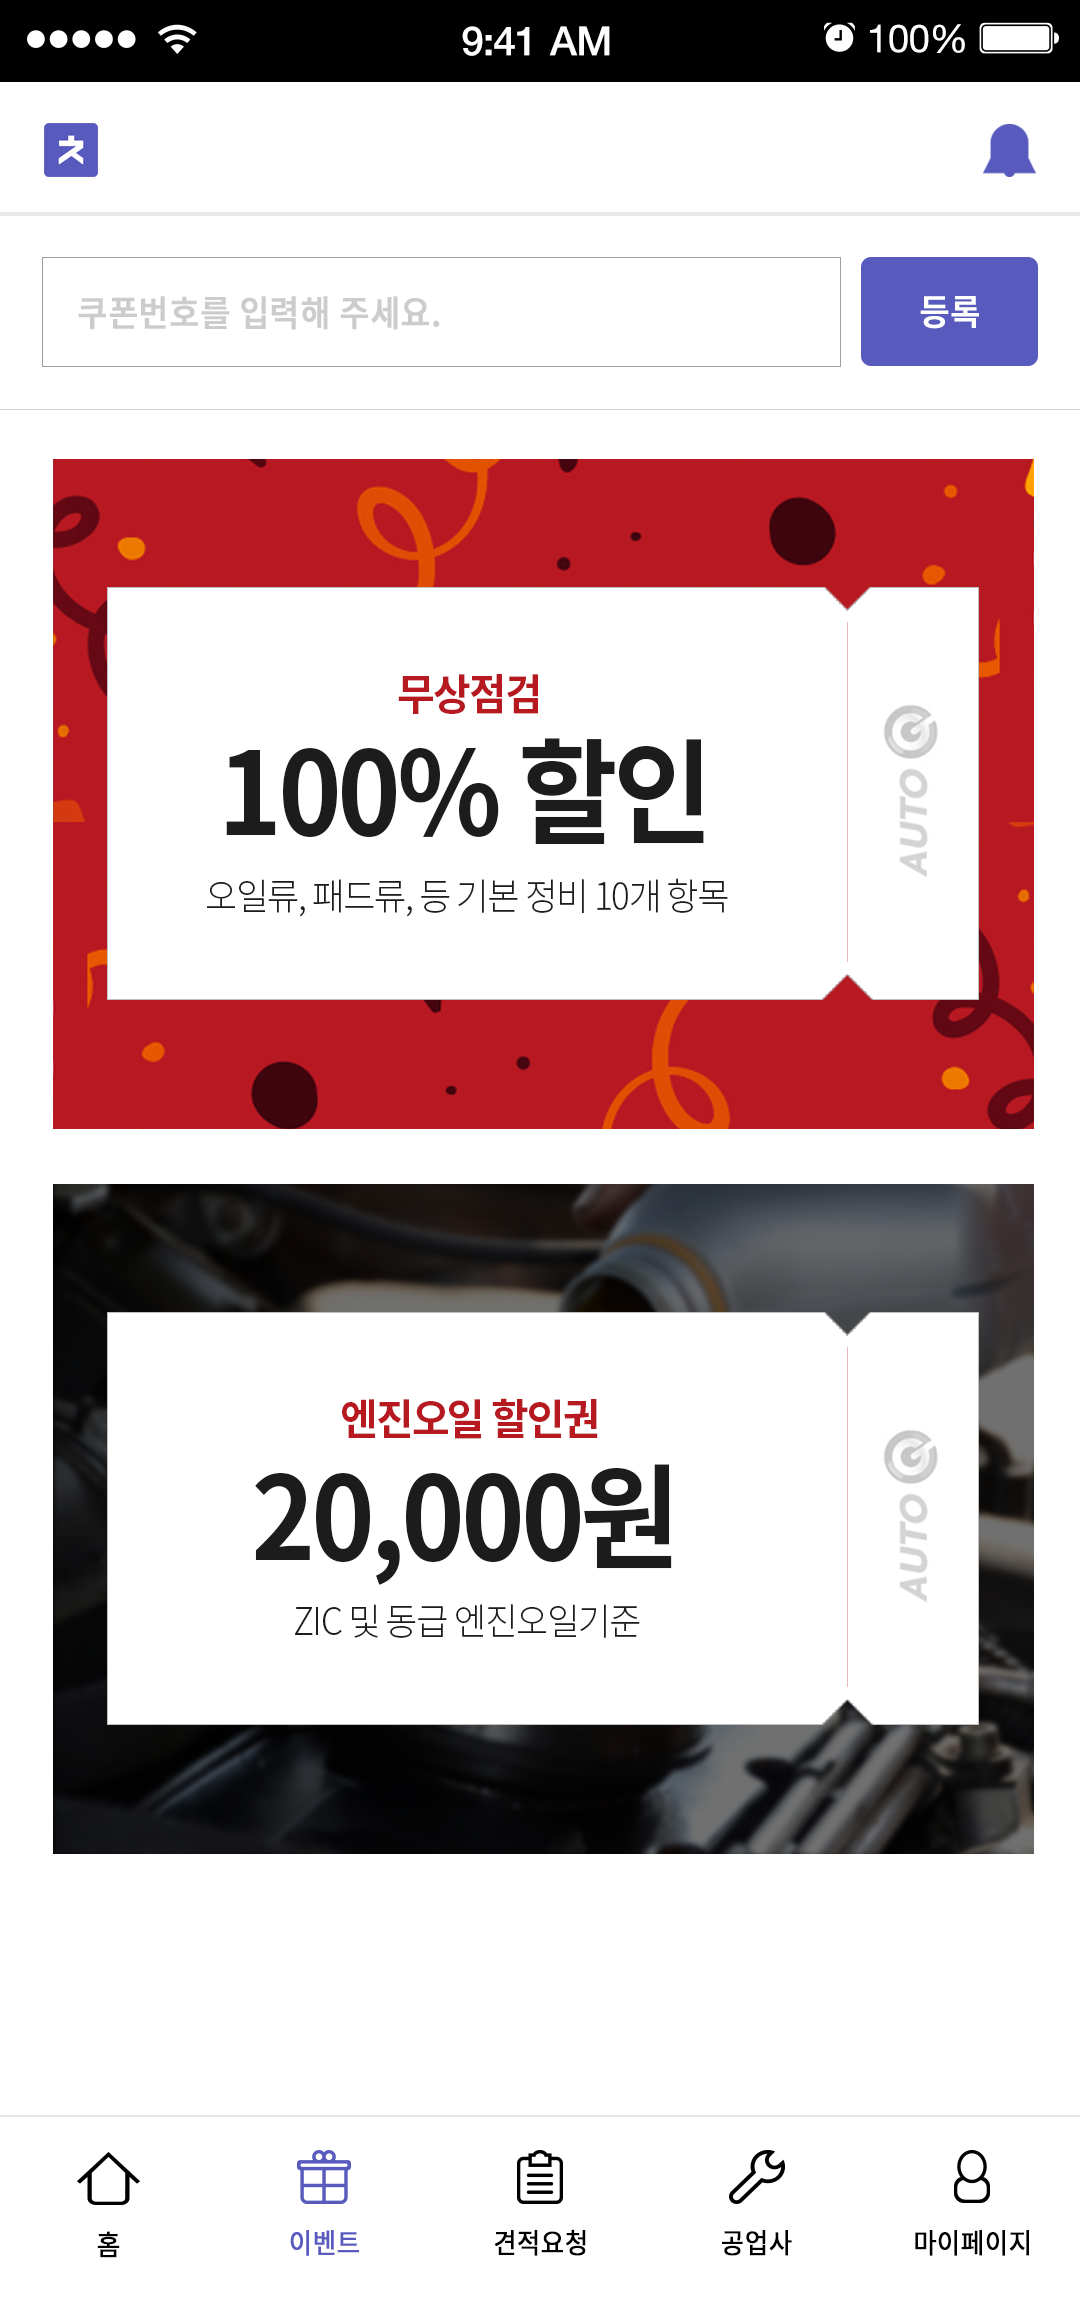 9:41 AM
100%
ㅊ
쿠폰번호를 입력해 주세요.
등록
무상점검
100% 할인
오일류, 패드류, 등 기본 정비 10개 항목
AUTO
엔진오일 할인권
20,000원
ZIC 및 동급 엔진오일기준
AUTO
홈
이벤트
견적요청
공업사
마이페이지